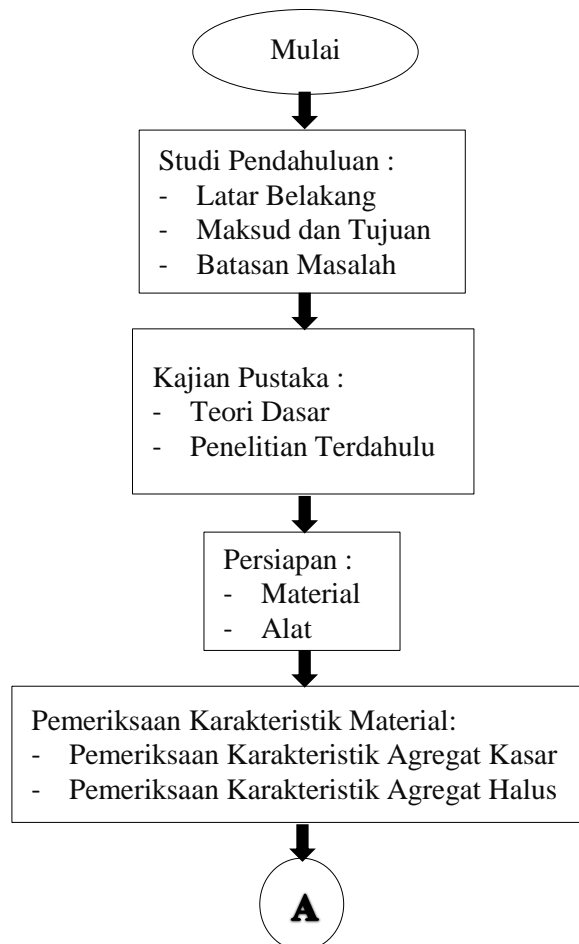 Mulai
Studi Pendahuluan :
- Latar Belakang
- Maksud dan Tujuan
- Batasan Masalah
Kajian Pustaka :
- Teori Dasar
- Penelitian Terdahulu
Persiapan :
- Material
- Alat
Pemeriksaan Karakteristik Material:
- Pemeriksaan Karakteristik Agregat Kasar
- Pemeriksaan Karakteristik Agregat Halus
A